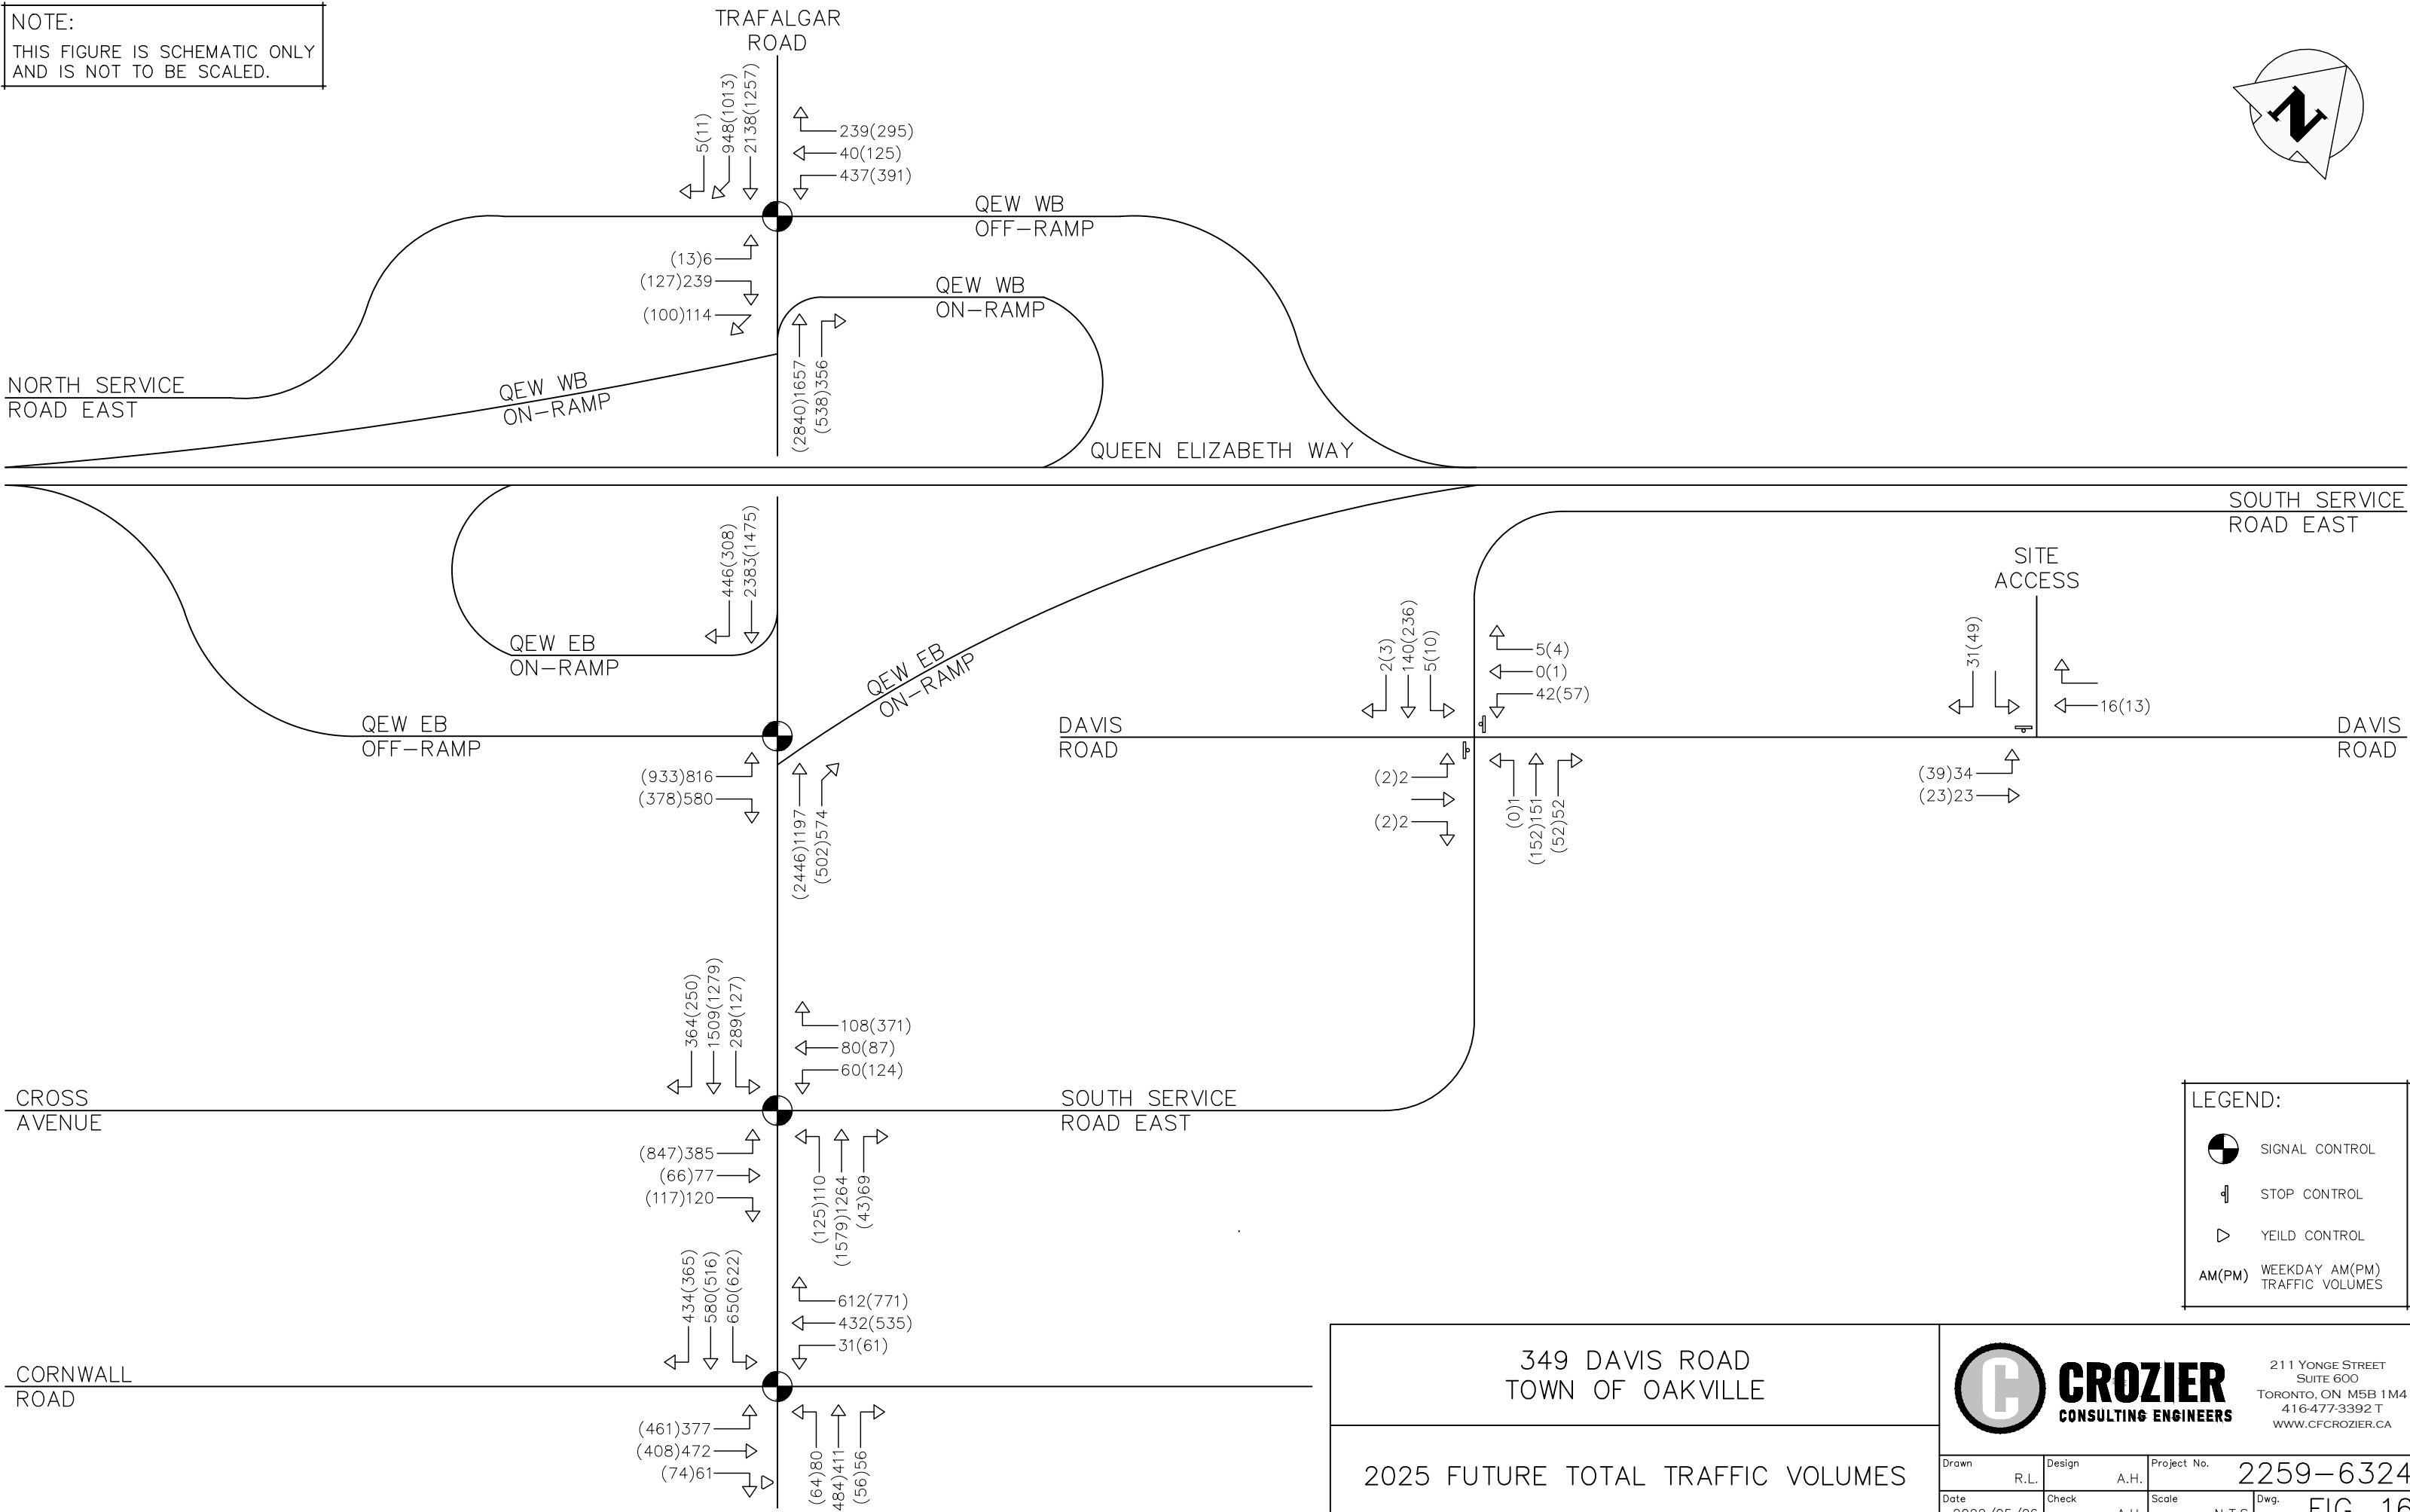 NOTE:
THIS FIGURE IS SCHEMATIC ONLY
AND IS NOT TO BE SCALED.
TRAFALGAR
ROAD
N
5(11)
948(1013)
2138(1257)
239(295)
40(125)
437(391)
QEW WB
OFF-RAMP
(13)6
(127)239
(100)114
QEW WB
ON-RAMP
(2840)1657
(538)356
NORTH SERVICE
ROAD EAST
QEW WB
ON-RAMP
QUEEN ELIZABETH WAY
SOUTH SERVICE
ROAD EAST
446(308)
2383(1475)
QEW EB
ON-RAMP
QEW EB
ON-RAMP
QEW EB
OFF-RAMP
(933)816
(378)580
(2446)1197
(502)574
SITE
ACCESS
2(3)
140(236)
5(10)
5(4)
0(1)
42(57)
31(49)
16(13)
DAVIS
ROAD
DAVIS
ROAD
(2)2
(2)2
(0)1
(152)151
(52)52
(39)34
(23)23
364(250)
1509(1279)
289(127)
108(371)
80(87)
60(124)
CROSS
AVENUE
SOUTH SERVICE
ROAD EAST
(847)385
(66)77
(117)120
(125)110
(1579)1264
(43)69
434(365)
580(516)
650(622)
612(771)
432(535)
31(61)
CORNWALL
ROAD
(461)377
(408)472
(74)61
(64)80
484)411
(56)56
LEGEND:
SIGNAL CONTROL
STOP CONTROL
YEILD CONTROL
AM(PM) WEEKDAY AM(PM)
TRAFFIC VOLUMES
349 DAVIS ROAD
TOWN OF OAKVILLE
2025 FUTURE TOTAL TRAFFIC VOLUMES
C
CROZIER
CONSULTING ENGINEERS
211 YONGE STREET
SUITE 600
TORONTO, ON M5B 1M4
416-477-3392 T
WWW.CFCROZIER.CA
Drawn R.L.
Design A.H.
Project No. 2259-6324
Date
Check
Scale
Dwg. FIG. 16